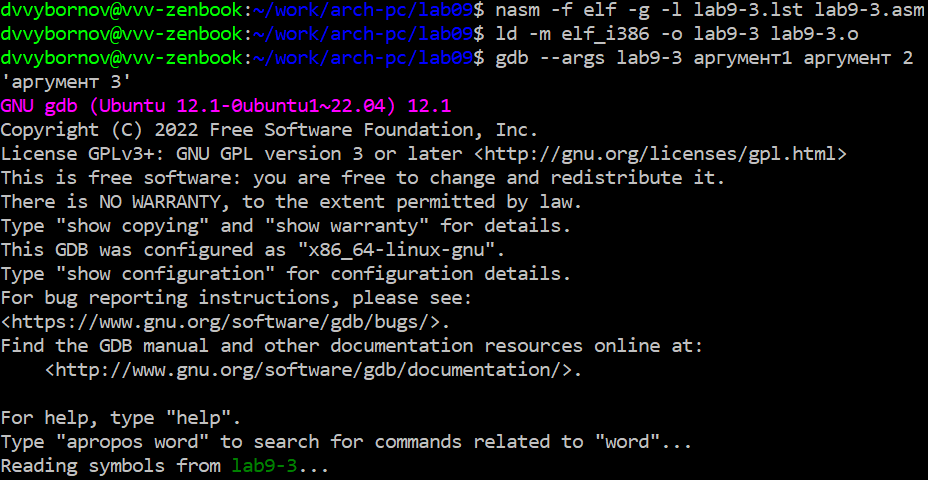 dvvybornov@vvv-zenbook:~/work/arch-pc/lab09$ nasm -f elf -g -l lab9-3.lst lab9-3.asm
dvvybornov@vvv-zenbook:~/work/arch-pc/lab09$ ld -m elf_i386 -o lab9-3 lab9-3.o
dvvybornov@vvv-zenbook:~/work/arch-pc/lab09$ gdb --args lab9-3 аргумент1 аргумент 2
'аргумент 3'
GNU gdb (Ubuntu 12.1-0ubuntu1~22.04) 12.1
Copyright (C) 2022 Free Software Foundation, Inc.
License GPLv3+: GNU GPL version 3 or later <http://gnu.org/licenses/gpl.html>
This is free software: you are free to change and redistribute it.
There is NO WARRANTY, to the extent permitted by law.
Type "show copying" and "show warranty" for details.
This GDB was configured as "x86_64-linux-gnu".
Type "show configuration" for configuration details.
For bug reporting instructions, please see:
<https://www.gnu.org/software/gdb/bugs/>.
Find the GDB manual and other documentation resources online at:
    <http://www.gnu.org/software/gdb/documentation/>.

For help, type "help".
Type "apropos word" to search for commands related to "word"...
Reading symbols from lab9-3...